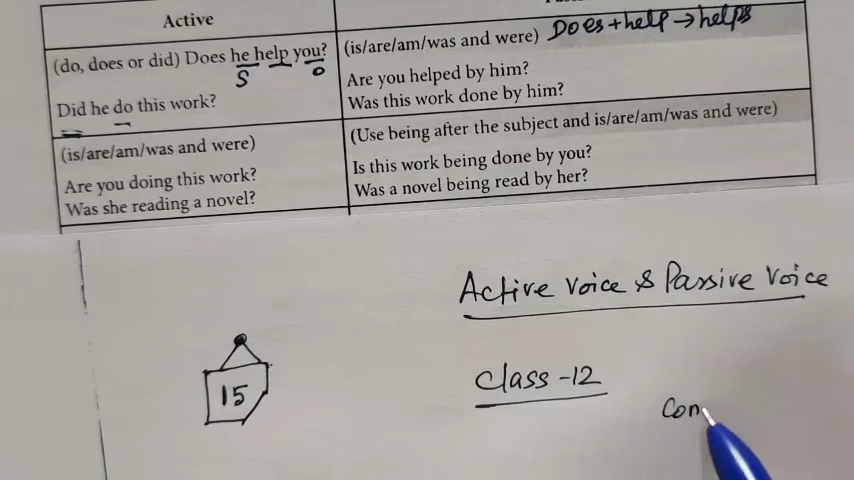 Active
(do, does or did) Does he help you?
S O
Did he do this work?
(is/are/am/was and were) Does + help → helps
Are you helped by him?
Was this work done by him?
(is/are/am/was and were)
Are you doing this work?
Was she reading a novel?
(Use being after the subject and is/are/am/was and were)
Is this work being done by you?
Was a novel being read by her?
Active Voice & Passive Voice
15
Class -12
Con